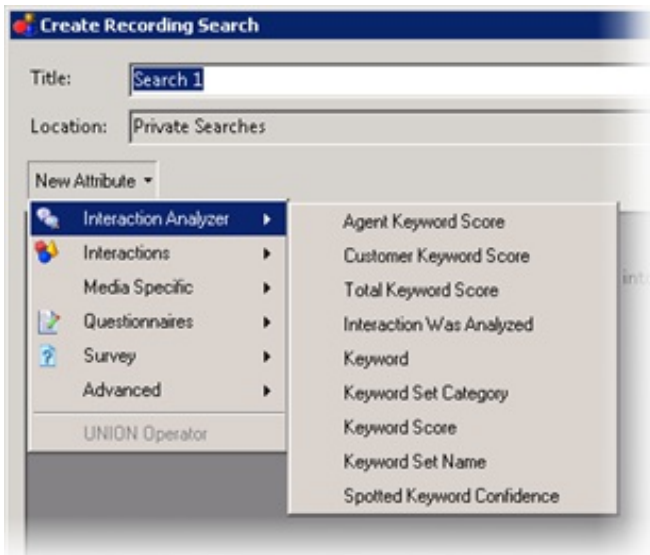 Create Recording Search
Title: Search 1
Location: Private Searches
New Attribute
Interaction Analyzer
Interactions
Media Specific
Questionnaires
Survey
Advanced
UNION Operator
Agent Keyword Score
Customer Keyword Score
Total Keyword Score
Interaction Was Analyzed
Keyword
Keyword Set Category
Keyword Score
Keyword Set Name
Spotted Keyword Confidence